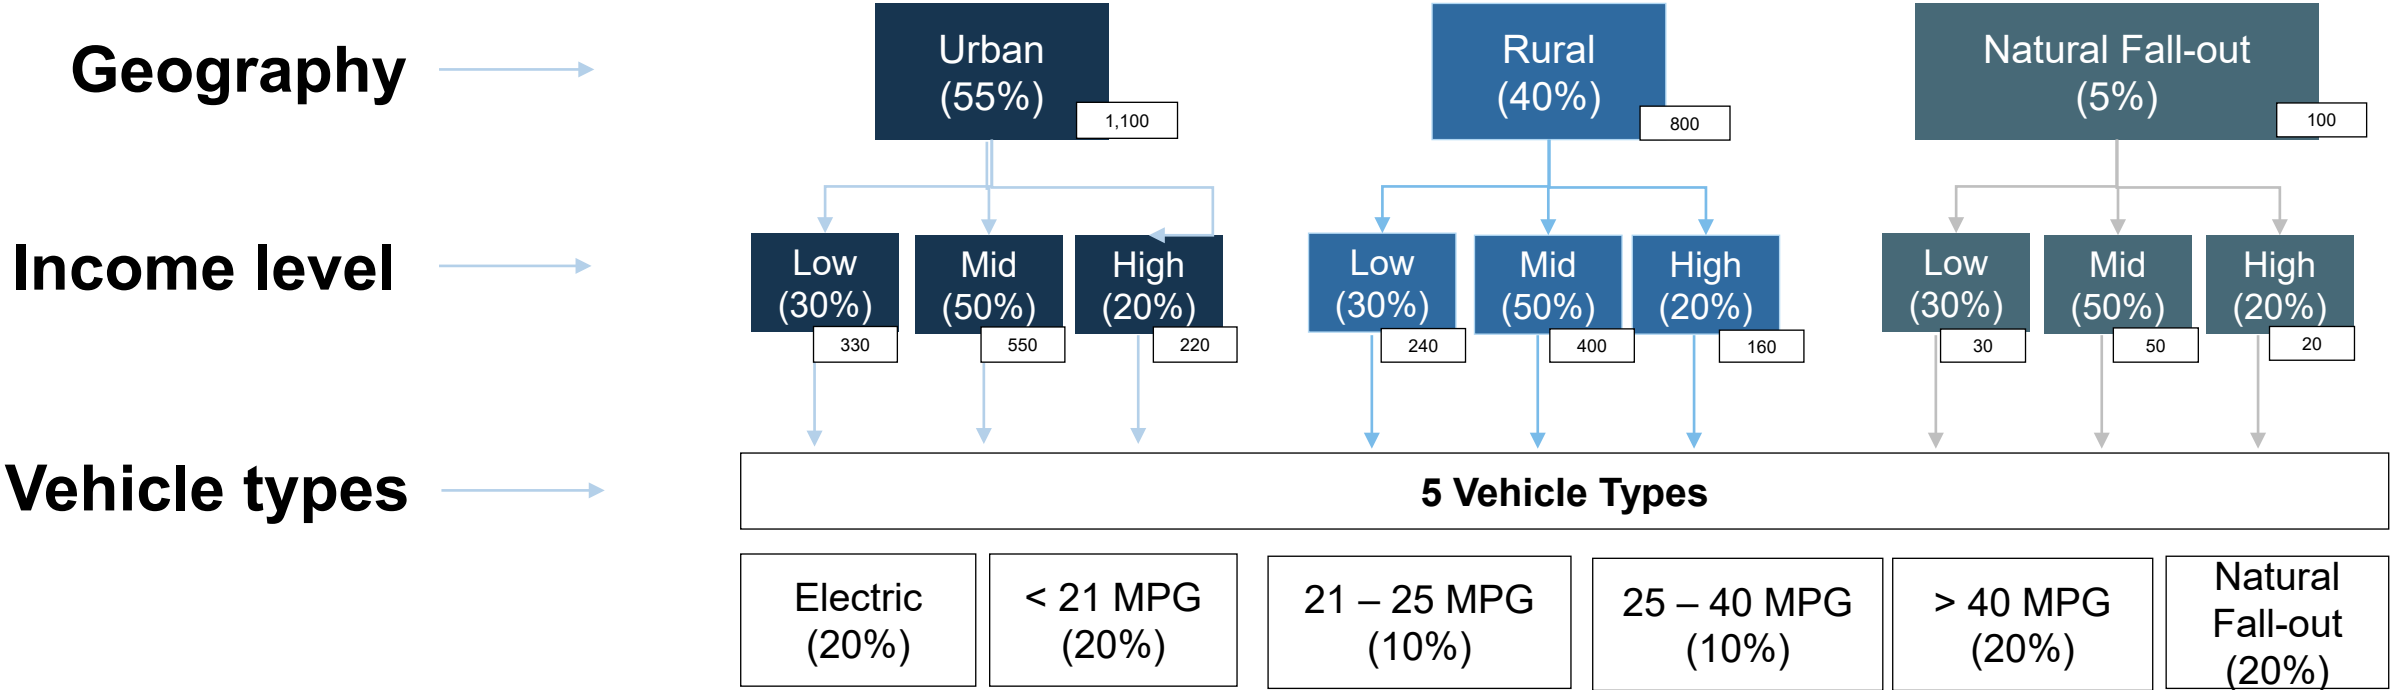 Geography
Urban
(55%)
1,100
Rural
(40%)
800
Natural Fall-out
(5%)
100
Income level
Low
(30%)
330
Mid
(50%)
550
High
(20%)
220
Low
(30%)
240
Mid
(50%)
400
High
(20%)
160
Low
(30%)
30
Mid
(50%)
50
High
(20%)
20
Vehicle types
5 Vehicle Types
Electric
(20%)
< 21 MPG
(20%)
21 – 25 MPG
(10%)
25 – 40 MPG
(10%)
> 40 MPG
(20%)
Natural
Fall-out
(20%)